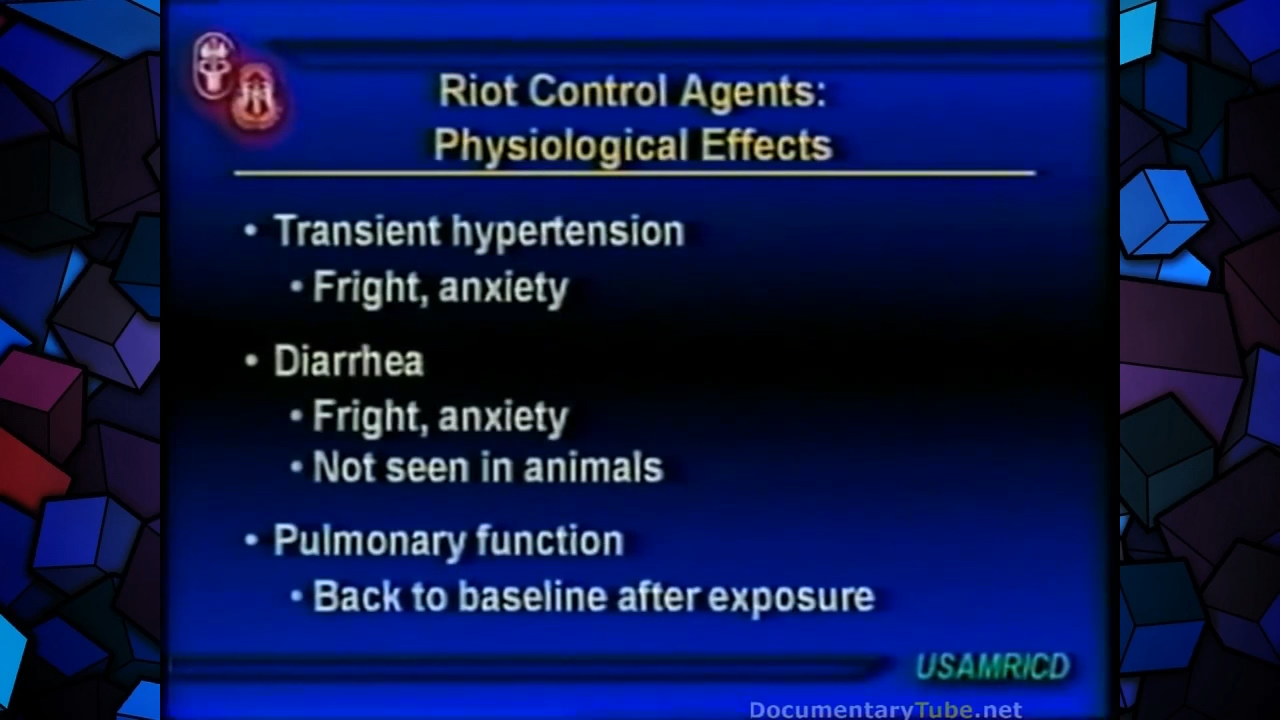 Riot Control Agents:
Physiological Effects
• Transient hypertension
• Fright, anxiety
• Diarrhea
• Fright, anxiety
• Not seen in animals
• Pulmonary function
• Back to baseline after exposure
USAMRICD
DocumentaryTube.net